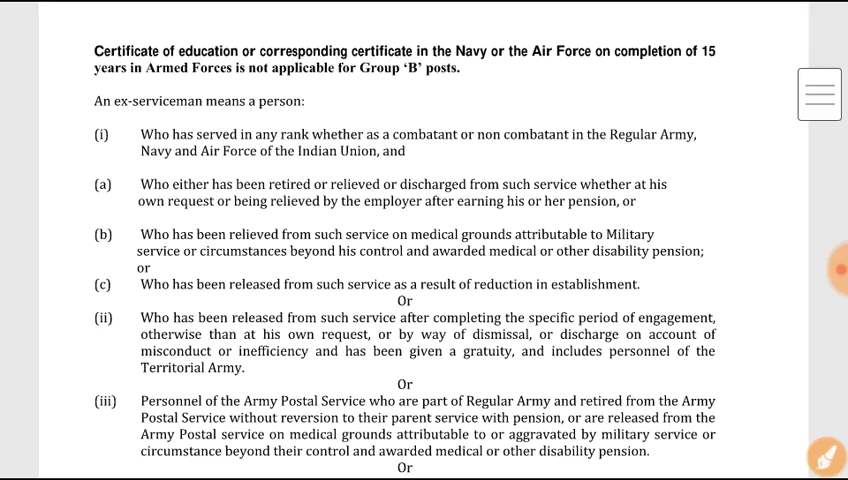 Certificate of education or corresponding certificate in the Navy or the Air Force on completion of 15
years in Armed Forces is not applicable for Group ‘B’ posts.
An ex-serviceman means a person:
(i) Who has served in any rank whether as a combatant or non combatant in the Regular Army,
Navy and Air Force of the Indian Union, and
(a) Who either has been retired or relieved or discharged from such service whether at his
own request or being relieved by the employer after earning his or her pension, or
(b) Who has been relieved from such service on medical grounds attributable to Military
service or circumstances beyond his control and awarded medical or other disability pension;
or
(c) Who has been released from such service as a result of reduction in establishment.
Or
(ii) Who has been released from such service after completing the specific period of engagement,
otherwise than at his own request, or by way of dismissal, or discharge on account of
misconduct or inefficiency and has been given a gratuity, and includes personnel of the
Territorial Army.
Or
(iii) Personnel of the Army Postal Service who are part of Regular Army and retired from the Army
Postal Service without reversion to their parent service with pension, or are released from the
Army Postal service on medical grounds attributable to or aggravated by military service or
circumstance beyond their control and awarded medical or other disability pension.
Or